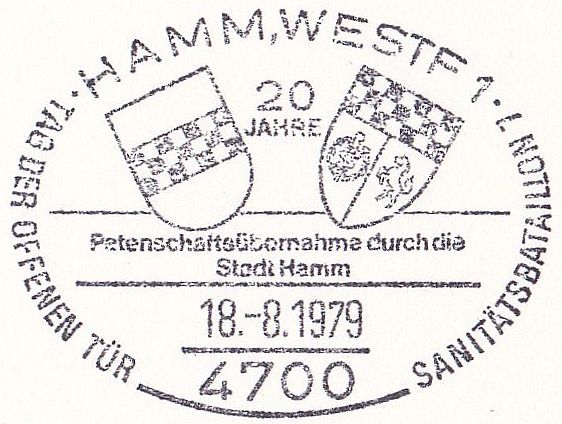 HAMM, WESTF 1
TAG DER OFFENEN TÜR
20
JAHRE
Patenschaftsübernahme durch die
Stadt Hamm
18.-8.1979
4700
SANITÄTSBATAILLON 7